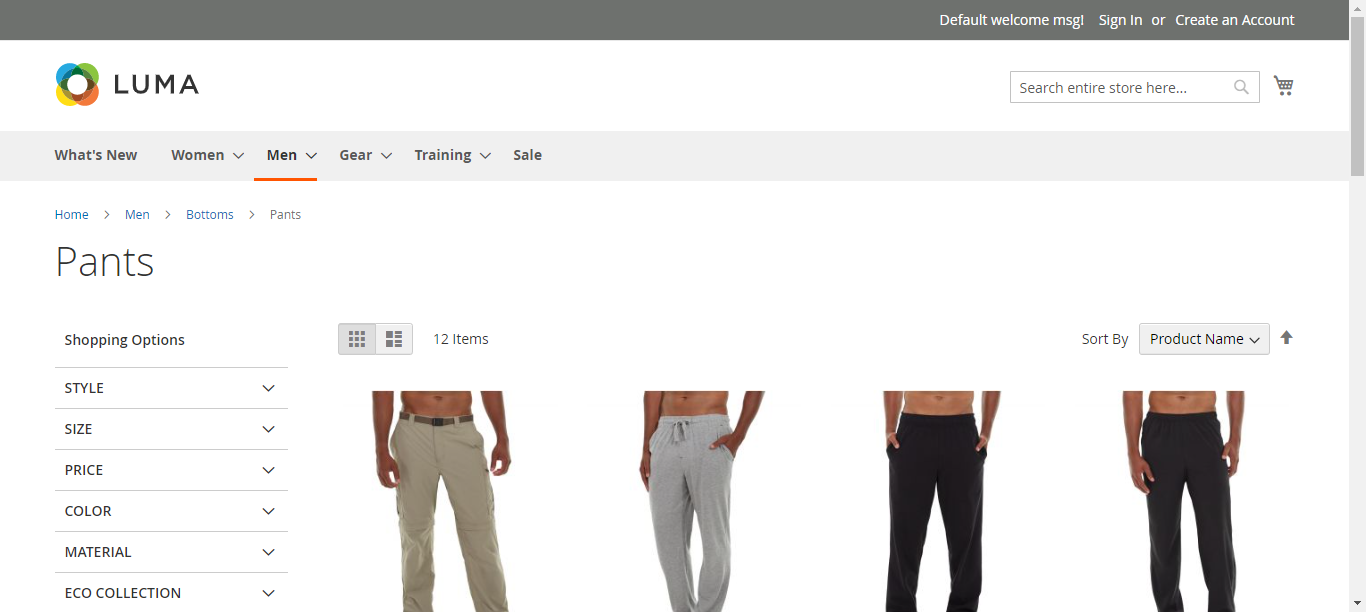 Default welcome msg! Sign In or Create an Account
LUMA
Search entire store here...
What's New Women Men Gear Training Sale
Home > Men > Bottoms > Pants
Pants
Shopping Options
12 Items
Sort By Product Name
STYLE
SIZE
PRICE
COLOR
MATERIAL
ECO COLLECTION